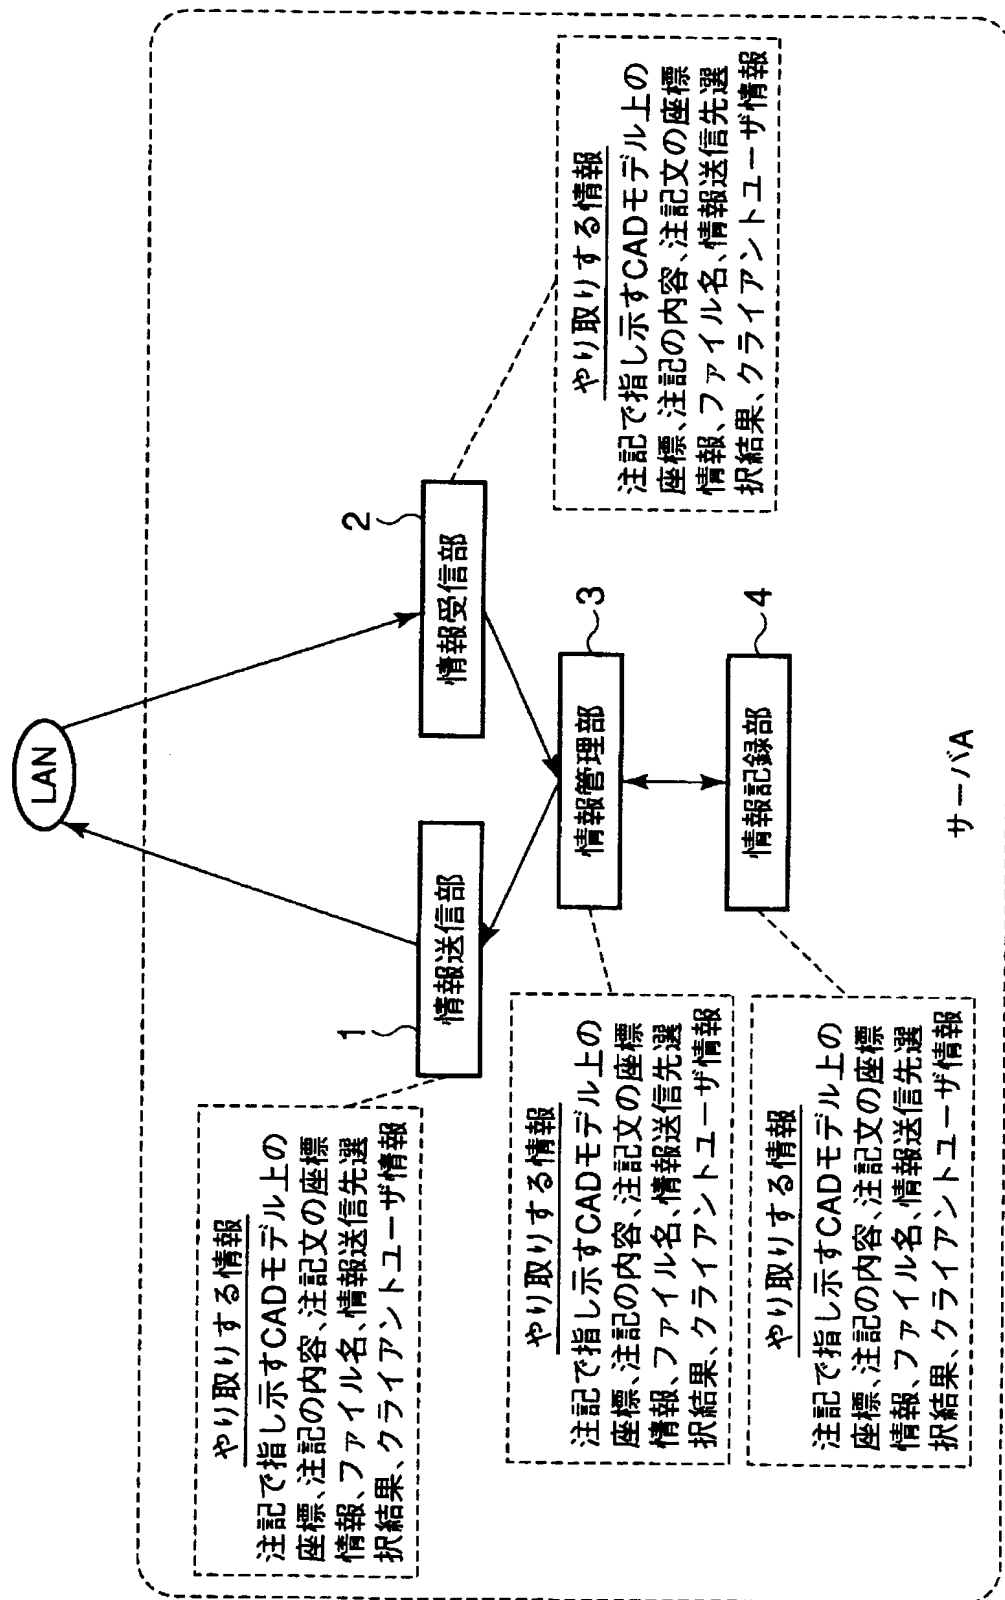 LAN
1
情報送信部
2
情報受信部
3
情報管理部
4
情報記録部
やり取りする情報
注記で指し示すCADモデル上の
座標、注記の内容、注記文の座標
情報、ファイル名、情報送信先選
択結果、クライアントユーザ情報
やり取りする情報
注記で指し示すCADモデル上の
座標、注記の内容、注記文の座標
情報、ファイル名、情報送信先選
択結果、クライアントユーザ情報
やり取りする情報
注記で指し示すCADモデル上の
座標、注記の内容、注記文の座標
情報、ファイル名、情報送信先選
択結果、クライアントユーザ情報
やり取りする情報
注記で指し示すCADモデル上の
座標、注記の内容、注記文の座標
情報、ファイル名、情報送信先選
択結果、クライアントユーザ情報
サーバA